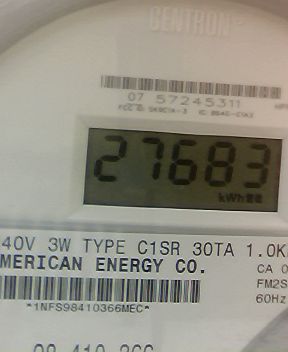 CENTRON
07 57245311
27683
kWh
40V 3W TYPE C1SR 30TA 1.0K
MERICAN ENERGY CO.
CA 0
FM2S
60Hz
*1NFS98410366MEC*